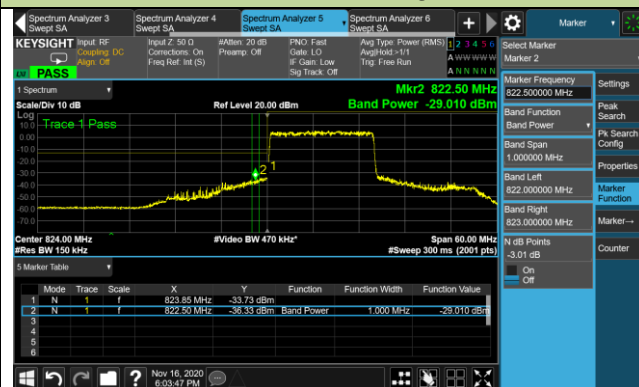 Spectrum Analyzer 3
Swept SA
Spectrum Analyzer 4
Swept SA
Spectrum Analyzer 5
Swept SA
Spectrum Analyzer 6
Swept SA
+
Marker
KEYSIGHT
Input: RF
Coupling: DC
Align: Off
Input Z: 50 Ω
Corrections: On
Freq Ref: Int (S)
#Atten: 20 dB
Preamp: Off
PNO: Fast
Gate: LO
IF Gain: Low
Sig Track: Off
Avg Type: Power (RMS)
Avg|Hold:>1/1
Trig: Free Run
1 2 3 4 5 6
A W W W W W
A N N N N N
PASS
Select Marker
Marker 2
1 Spectrum
Scale/Div 10 dB
Ref Level 20.00 dBm
Mkr2 822.50 MHz
Band Power -29.010 dBm
Log
Trace 1 Pass
10.0
0.00
-10.0
-20.0
-30.0
-40.0
-50.0
-60.0
-70.0
2
1
Center 824.00 MHz
#Res BW 150 kHz
#Video BW 470 kHz*
Span 60.00 MHz
#Sweep 300 ms (2001 pts)
5 Marker Table
Mode Trace Scale X Y Function Function Width Function Value
1 N 1 f 823.85 MHz -33.73 dBm
2 N 1 f 822.50 MHz -36.33 dBm Band Power 1.000 MHz -29.010 dBm
3
4
5
6
Marker Frequency
822.500000 MHz
Band Function
Band Power
Band Span
1.000000 MHz
Band Left
822.000000 MHz
Band Right
823.000000 MHz
N dB Points
-3.01 dB
On
Off
Settings
Peak
Search
Pk Search
Config
Properties
Marker
Function
Marker→
Counter
?
Nov 16, 2020
6:03:47 PM